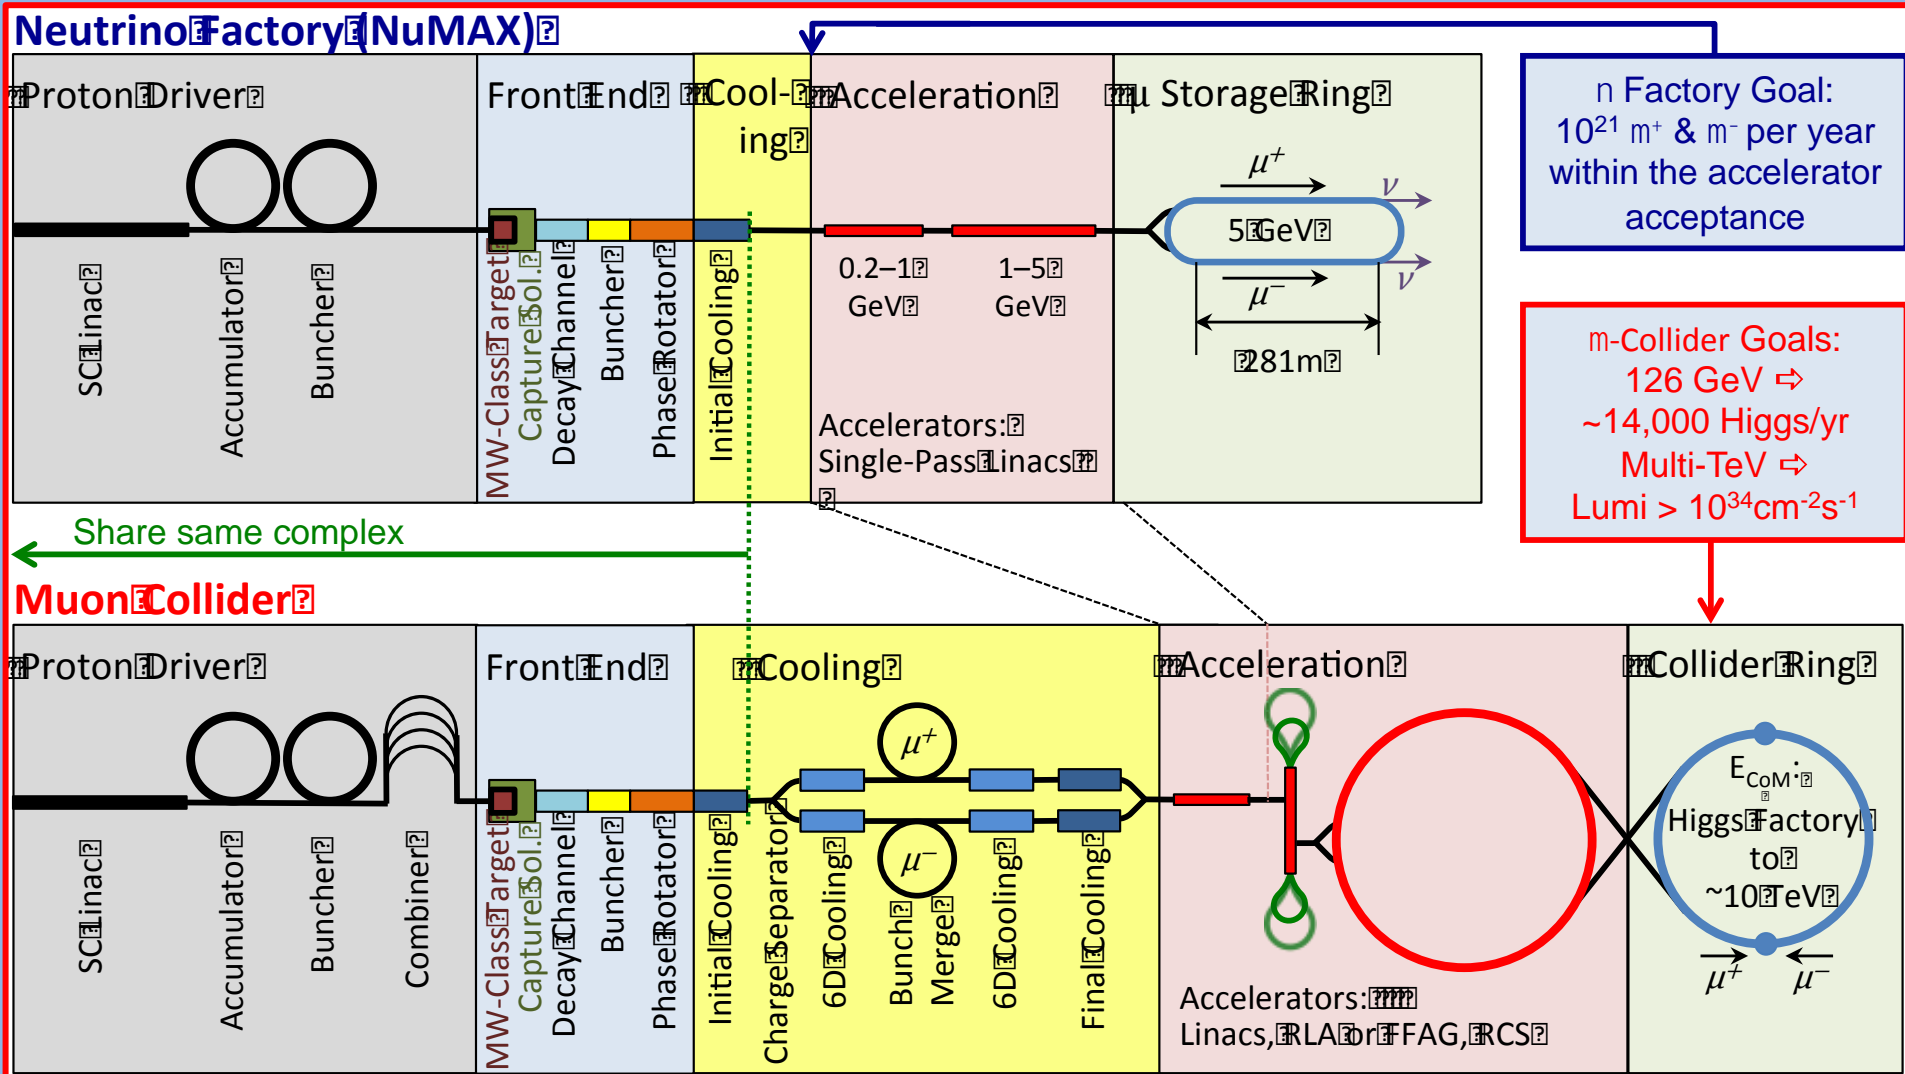 Neutrino Factory (NuMAX)
Proton Driver
Front End
Cool-
ing
Acceleration
μ Storage Ring
μ+
ν
5 GeV
ν
μ−
281m
0.2–1
GeV
1–5
GeV
SC Linac
Accumulator
Buncher
MW-Class Target
Capture Sol.
Decay Channel
Buncher
Phase Rotator
Initial Cooling
Accelerators:
Single-Pass Linacs
n Factory Goal:
10²¹ m⁺ & m⁻ per year
within the accelerator
acceptance
m-Collider Goals:
126 GeV ⇨
~14,000 Higgs/yr
Multi-TeV ⇨
Lumi > 10³⁴cm⁻²s⁻¹
Share same complex
Muon Collider
Proton Driver
Front End
Cooling
Acceleration
Collider Ring
μ+
μ−
E_CoM:
Higgs Factory
to
~10 TeV
μ+ μ−
SC Linac
Accumulator
Buncher
Combiner
MW-Class Target
Capture Sol.
Decay Channel
Buncher
Phase Rotator
Initial Cooling
Charge Separator
6D Cooling
Bunch
Merge
6D Cooling
Final Cooling
Accelerators:
Linacs, RLA or FFAG, RCS